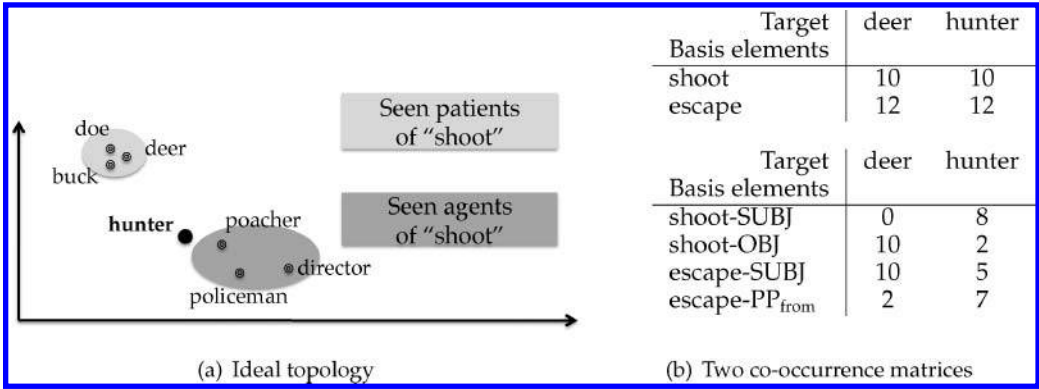 doe
deer
buck
hunter
poacher
director
policeman
Seen patients
of "shoot"
Seen agents
of "shoot"
(a) Ideal topology
Target deer hunter
Basis elements
shoot 10 10
escape 12 12
Target deer hunter
Basis elements
shoot-SUBJ 0 8
shoot-OBJ 10 2
escape-SUBJ 10 5
escape-PPfrom 2 7
(b) Two co-occurrence matrices